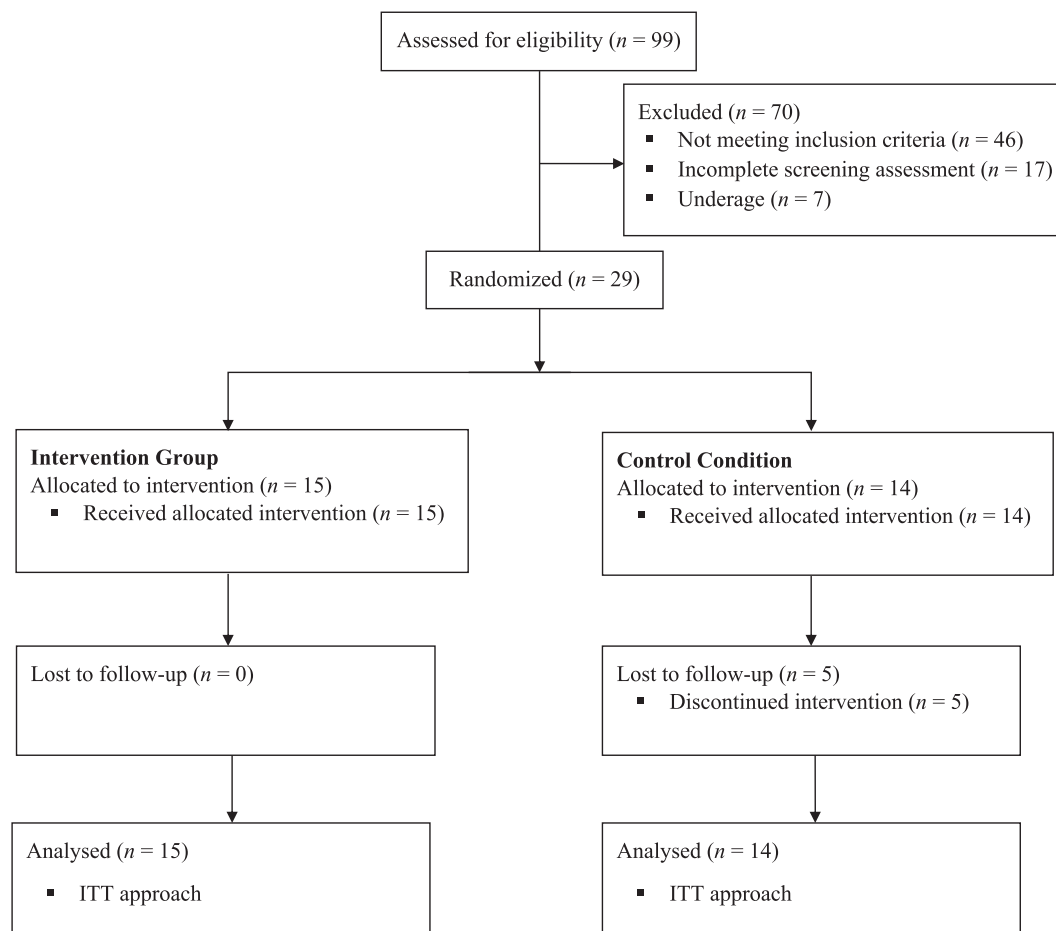 Assessed for eligibility (n = 99)
Excluded (n = 70)
▪ Not meeting inclusion criteria (n = 46)
▪ Incomplete screening assessment (n = 17)
▪ Underage (n = 7)
Randomized (n = 29)
Intervention Group
Allocated to intervention (n = 15)
▪ Received allocated intervention (n = 15)
Control Condition
Allocated to intervention (n = 14)
▪ Received allocated intervention (n = 14)
Lost to follow-up (n = 0)
Lost to follow-up (n = 5)
▪ Discontinued intervention (n = 5)
Analysed (n = 15)
▪ ITT approach
Analysed (n = 14)
▪ ITT approach